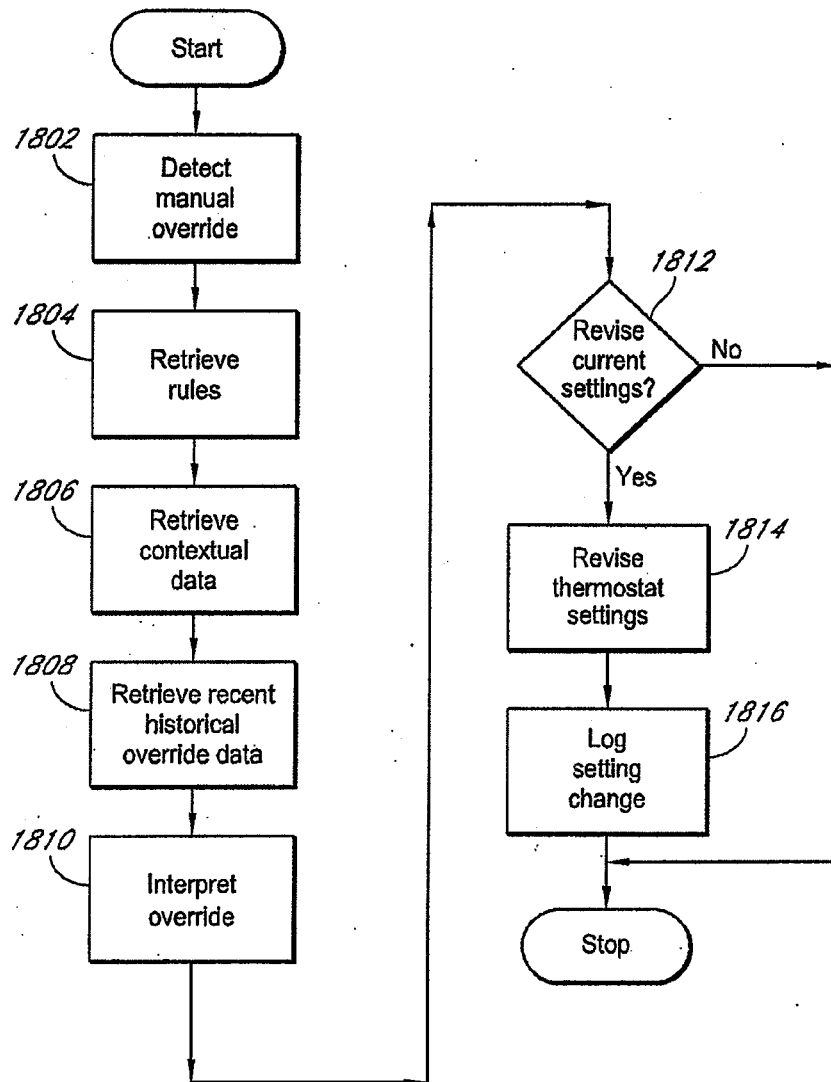 Start
1802
Detect
manual
override
1804
Retrieve
rules
1806
Retrieve
contextual
data
1808
Retrieve recent
historical
override data
1810
Interpret
override
1812
Revise
current
settings?
No
Yes
1814
Revise
thermostat
settings
1816
Log
setting
change
Stop